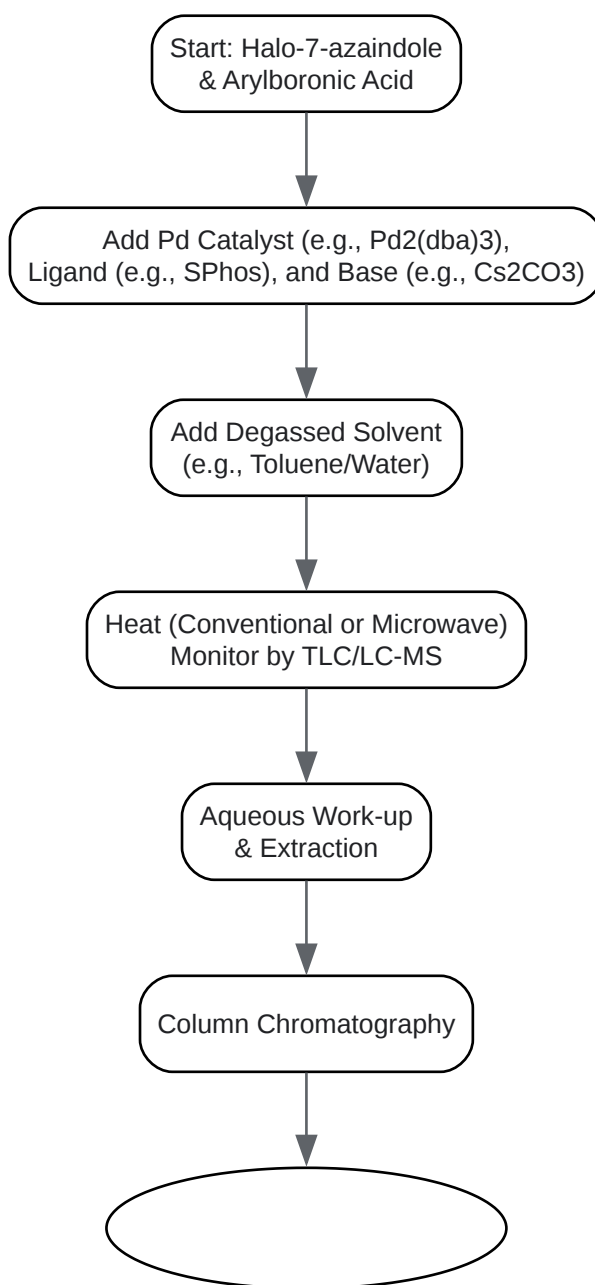 Start: Halo-7-azaindole
& Arylboronic Acid
Add Pd Catalyst (e.g., Pd2(dba)3),
Ligand (e.g., SPhos), and Base (e.g., Cs2CO3)
Add Degassed Solvent
(e.g., Toluene/Water)
Heat (Conventional or Microwave)
Monitor by TLC/LC-MS
Aqueous Work-up
& Extraction
Column Chromatography